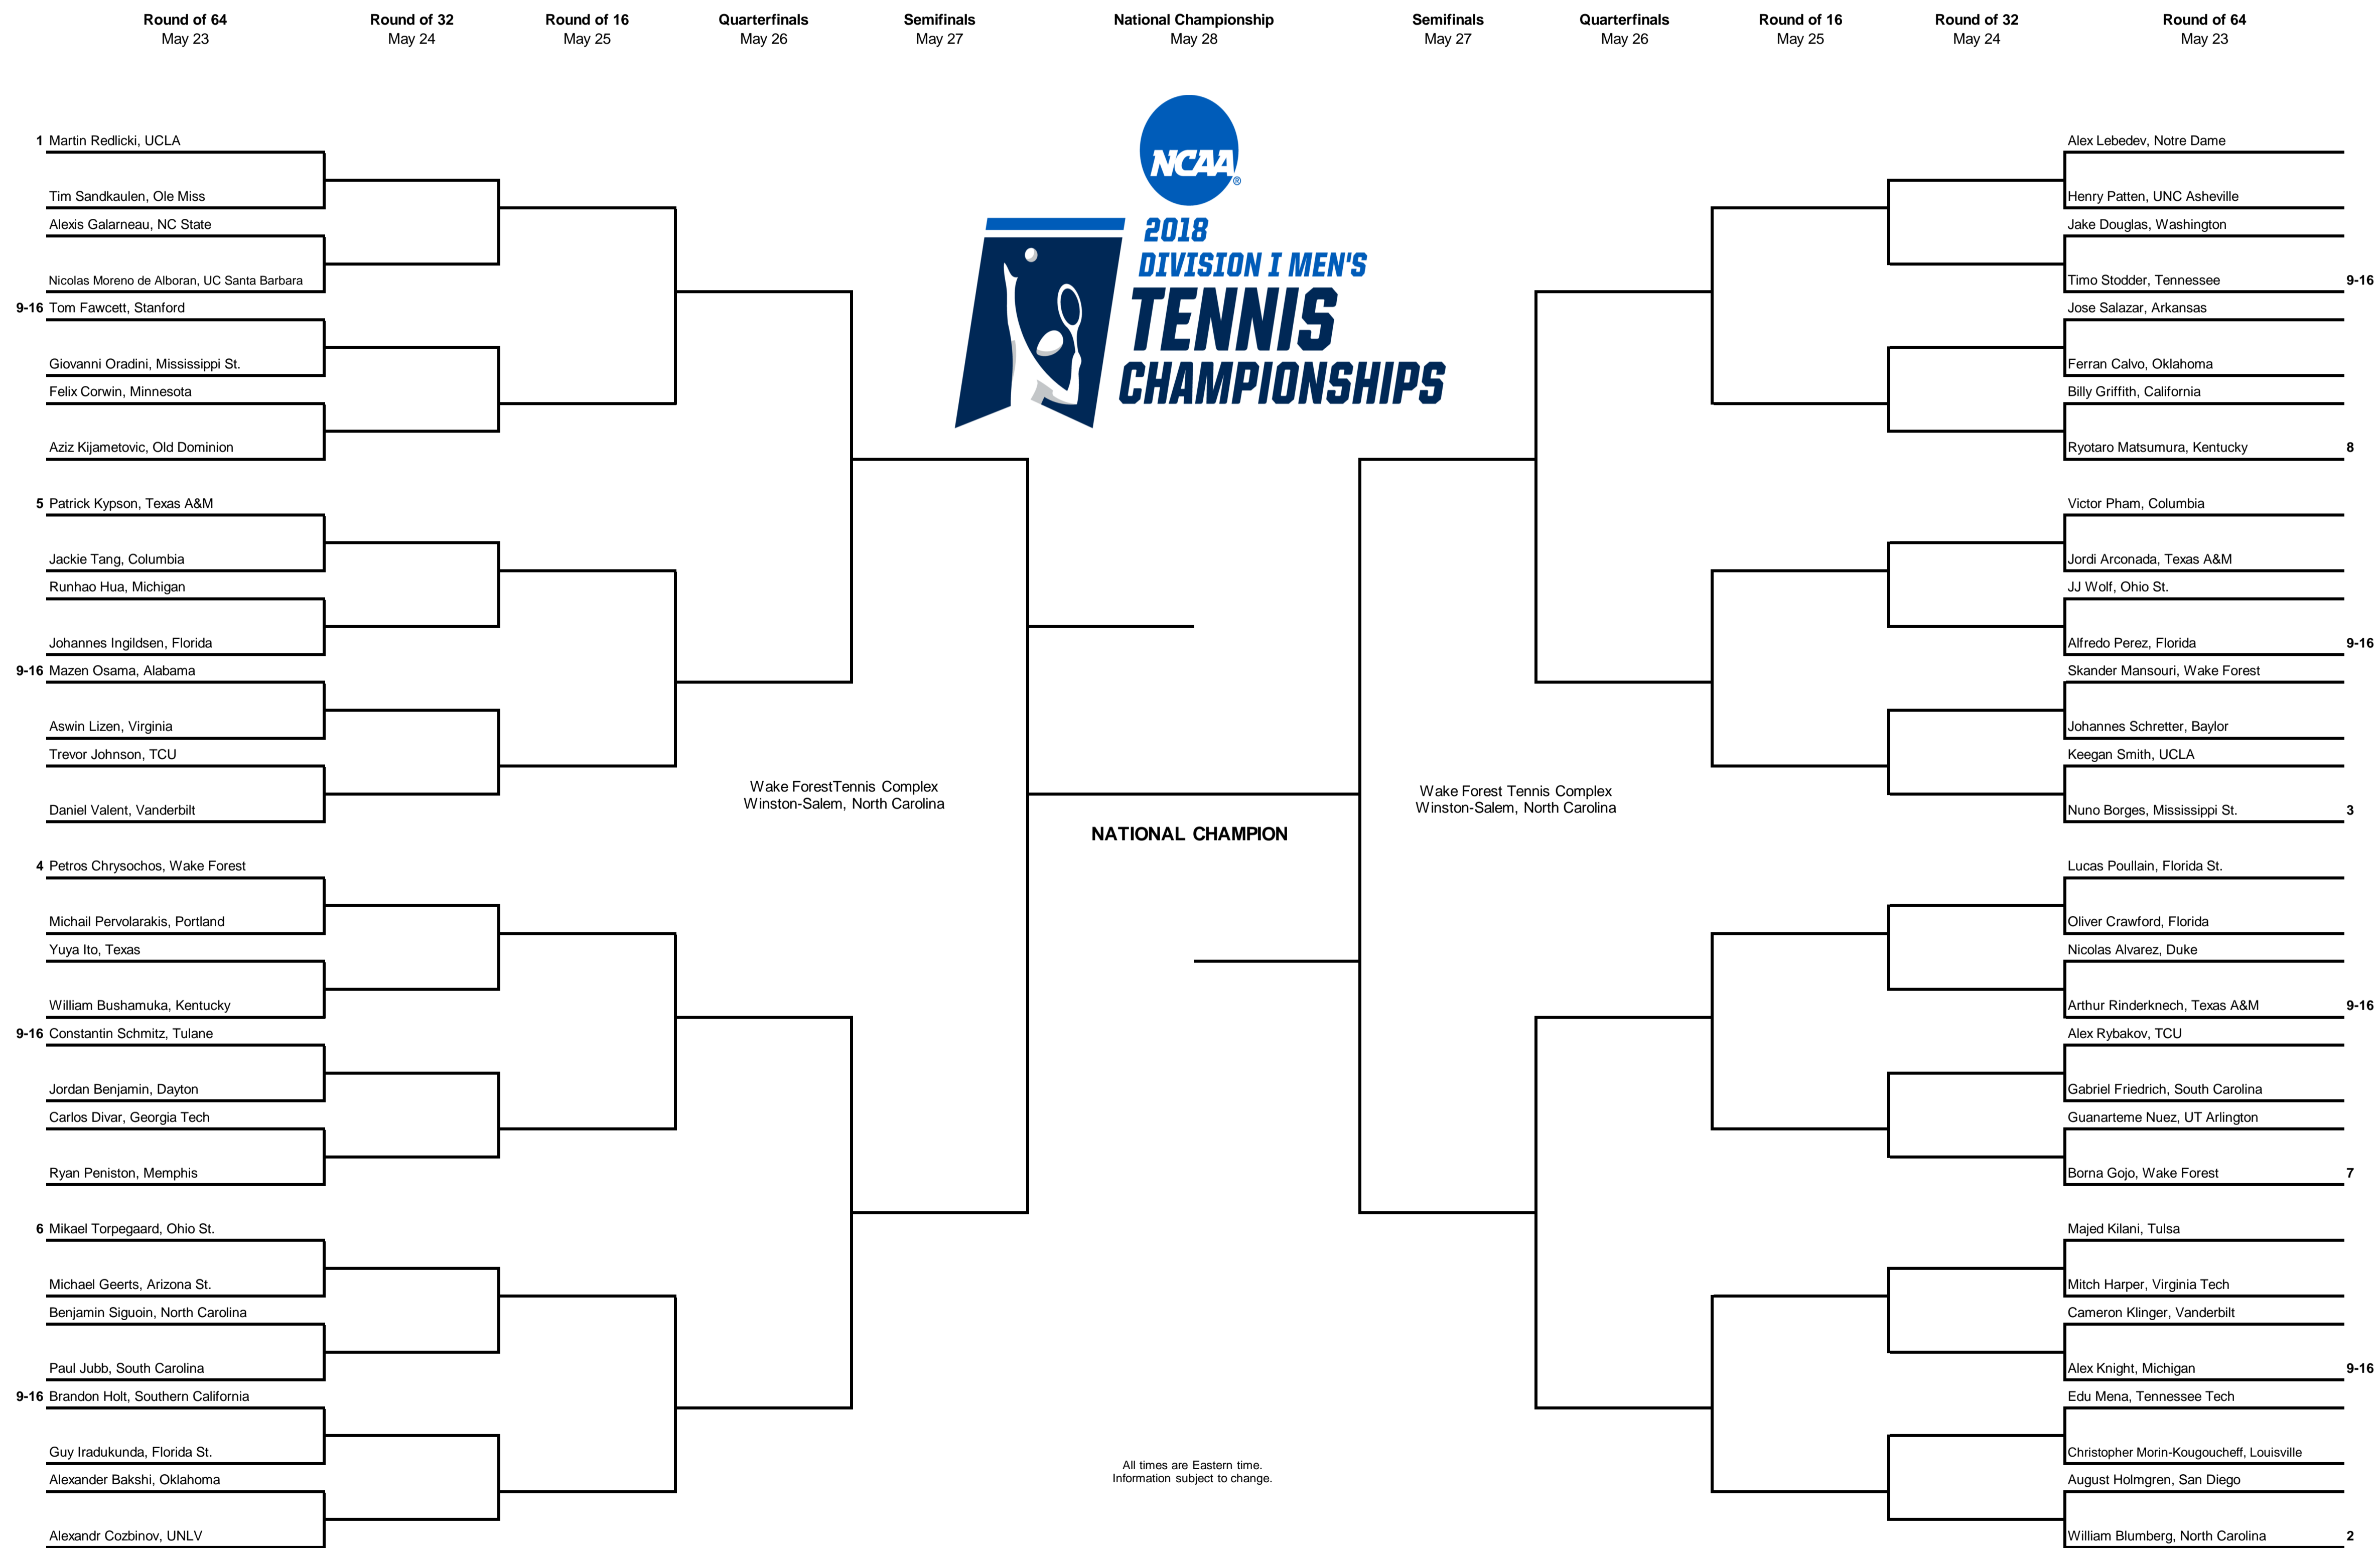 Round of 64 Round of 32 Round of 16 Quarterfinals Semifinals National Championship Semifinals Quarterfinals Round of 16 Round of 32 Round of 64
May 23 May 24 May 25 May 26 May 27 May 28 May 27 May 26 May 25 May 24 May 23
NCAA®
2018
DIVISION I MEN'S
TENNIS
CHAMPIONSHIPS
1 Martin Redlicki, UCLA
Tim Sandkaulen, Ole Miss
Alexis Galarneau, NC State
Nicolas Moreno de Alboran, UC Santa Barbara
9-16 Tom Fawcett, Stanford
Giovanni Oradini, Mississippi St.
Felix Corwin, Minnesota
Aziz Kijametovic, Old Dominion
5 Patrick Kypson, Texas A&M
Jackie Tang, Columbia
Runhao Hua, Michigan
Johannes Ingildsen, Florida
9-16 Mazen Osama, Alabama
Aswin Lizen, Virginia
Trevor Johnson, TCU
Daniel Valent, Vanderbilt
4 Petros Chrysochos, Wake Forest
Michail Pervolarakis, Portland
Yuya Ito, Texas
William Bushamuka, Kentucky
9-16 Constantin Schmitz, Tulane
Jordan Benjamin, Dayton
Carlos Divar, Georgia Tech
Ryan Peniston, Memphis
6 Mikael Torpegaard, Ohio St.
Michael Geerts, Arizona St.
Benjamin Siguoin, North Carolina
Paul Jubb, South Carolina
9-16 Brandon Holt, Southern California
Guy Iradukunda, Florida St.
Alexander Bakshi, Oklahoma
Alexandr Cozbinov, UNLV
Wake ForestTennis Complex
Winston-Salem, North Carolina
NATIONAL CHAMPION
Wake Forest Tennis Complex
Winston-Salem, North Carolina
All times are Eastern time.
Information subject to change.
Alex Lebedev, Notre Dame
Henry Patten, UNC Asheville
Jake Douglas, Washington
Timo Stodder, Tennessee 9-16
Jose Salazar, Arkansas
Ferran Calvo, Oklahoma
Billy Griffith, California
Ryotaro Matsumura, Kentucky 8
Victor Pham, Columbia
Jordi Arconada, Texas A&M
JJ Wolf, Ohio St.
Alfredo Perez, Florida 9-16
Skander Mansouri, Wake Forest
Johannes Schretter, Baylor
Keegan Smith, UCLA
Nuno Borges, Mississippi St. 3
Lucas Poullain, Florida St.
Oliver Crawford, Florida
Nicolas Alvarez, Duke
Arthur Rinderknech, Texas A&M 9-16
Alex Rybakov, TCU
Gabriel Friedrich, South Carolina
Guanarteme Nuez, UT Arlington
Borna Gojo, Wake Forest 7
Majed Kilani, Tulsa
Mitch Harper, Virginia Tech
Cameron Klinger, Vanderbilt
Alex Knight, Michigan 9-16
Edu Mena, Tennessee Tech
Christopher Morin-Kougoucheff, Louisville
August Holmgren, San Diego
William Blumberg, North Carolina 2